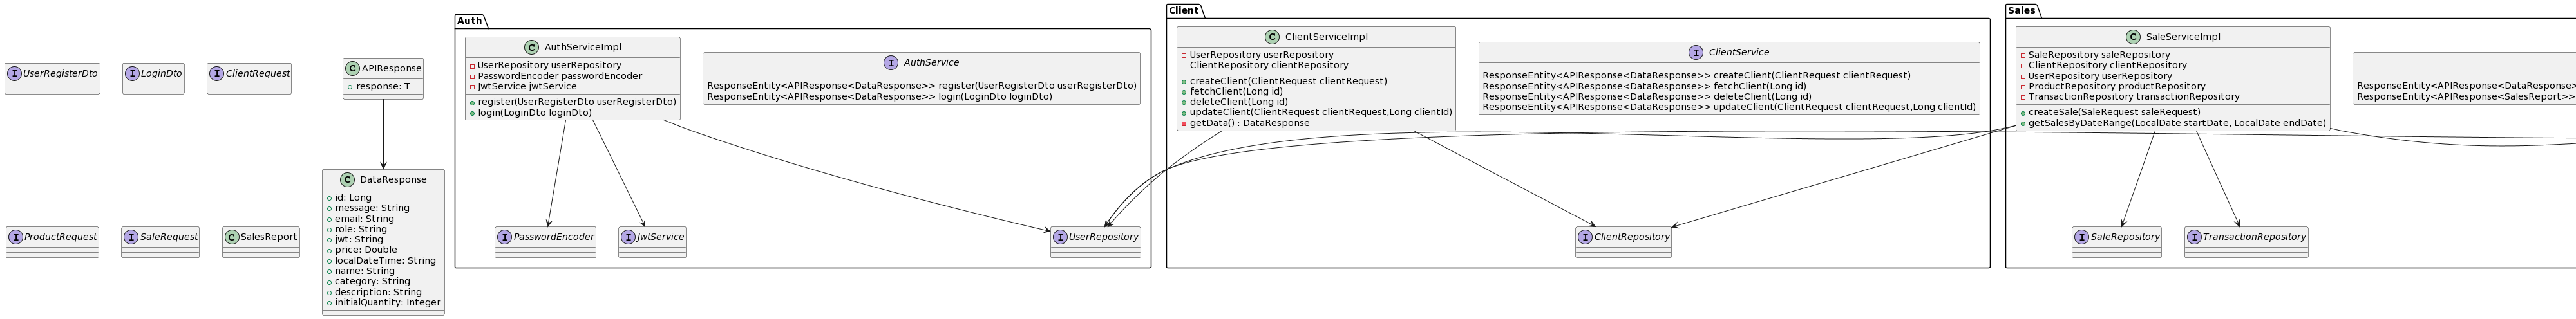 UserRegisterDto
LoginDto
ClientRequest
APIResponse
response: T
ProductRequest
SaleRequest
SalesReport
DataResponse
id: Long
message: String
email: String
role: String
jwt: String
price: Double
localDateTime: String
name: String
category: String
description: String
initialQuantity: Integer
Auth
AuthServiceImpl
UserRepository userRepository
PasswordEncoder passwordEncoder
JwtService jwtService
register(UserRegisterDto userRegisterDto)
login(LoginDto loginDto)
AuthService
ResponseEntity<APIResponse<DataResponse>> register(UserRegisterDto userRegisterDto)
ResponseEntity<APIResponse<DataResponse>> login(LoginDto loginDto)
PasswordEncoder
JwtService
UserRepository
Client
ClientServiceImpl
UserRepository userRepository
ClientRepository clientRepository
createClient(ClientRequest clientRequest)
fetchClient(Long id)
deleteClient(Long id)
updateClient(ClientRequest clientRequest,Long clientId)
getData() : DataResponse
ClientService
ResponseEntity<APIResponse<DataResponse>> createClient(ClientRequest clientRequest)
ResponseEntity<APIResponse<DataResponse>> fetchClient(Long id)
ResponseEntity<APIResponse<DataResponse>> deleteClient(Long id)
ResponseEntity<APIResponse<DataResponse>> updateClient(ClientRequest clientRequest,Long clientId)
ClientRepository
Sales
SaleServiceImpl
SaleRepository saleRepository
ClientRepository clientRepository
UserRepository userRepository
ProductRepository productRepository
TransactionRepository transactionRepository
createSale(SaleRequest saleRequest)
getSalesByDateRange(LocalDate startDate, LocalDate endDate)
ResponseEntity<APIResponse<DataResponse>
ResponseEntity<APIResponse<SalesReport>>
SaleRepository
TransactionRepository